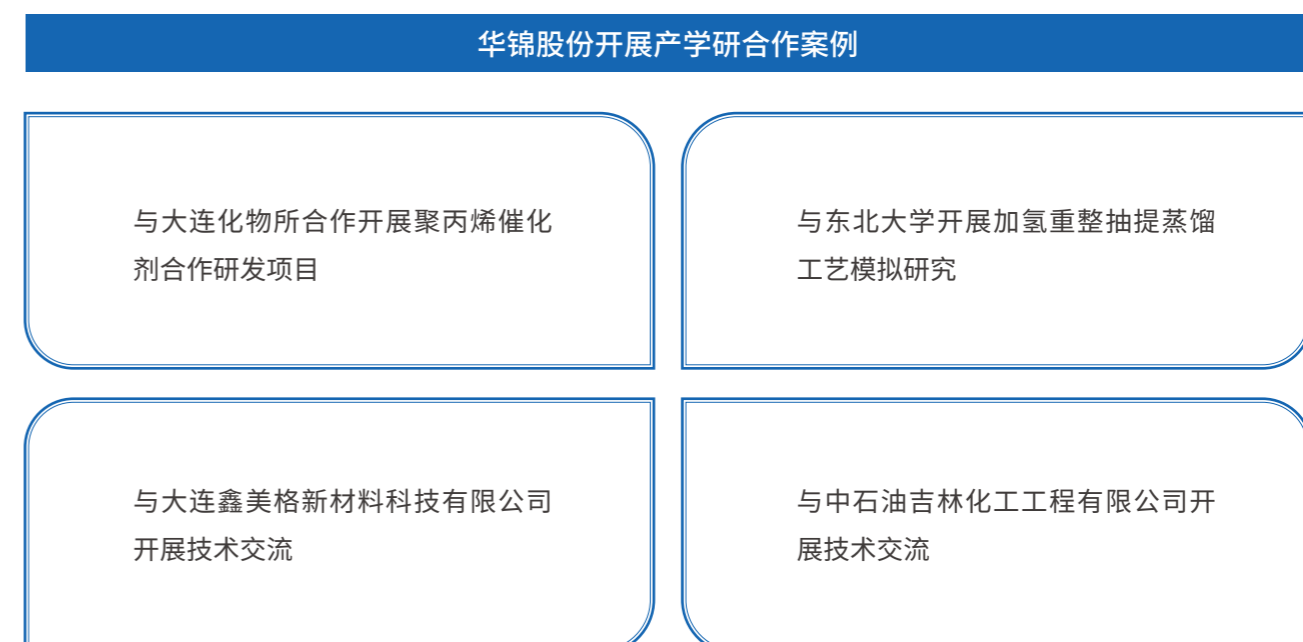 华锦股份开展产学研合作案例
与大连化物所合作开展聚丙烯催化
剂合作研发项目
与东北大学开展加氢重整抽提蒸馏
工艺模拟研究
与大连鑫美格新材料科技有限公司
开展技术交流
与中石油吉林化工工程有限公司开
展技术交流